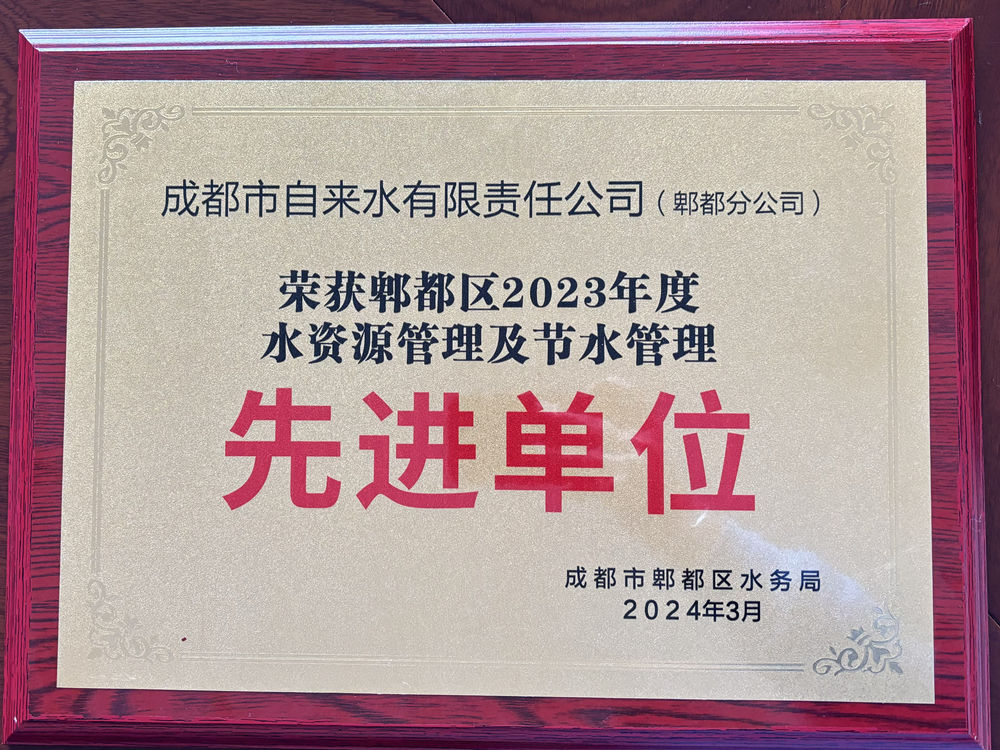 成都市自来水有限责任公司（郫都分公司）
荣获郫都区2023年度
水资源管理及节水管理
先进单位
成都市郫都区水务局
2024年3月